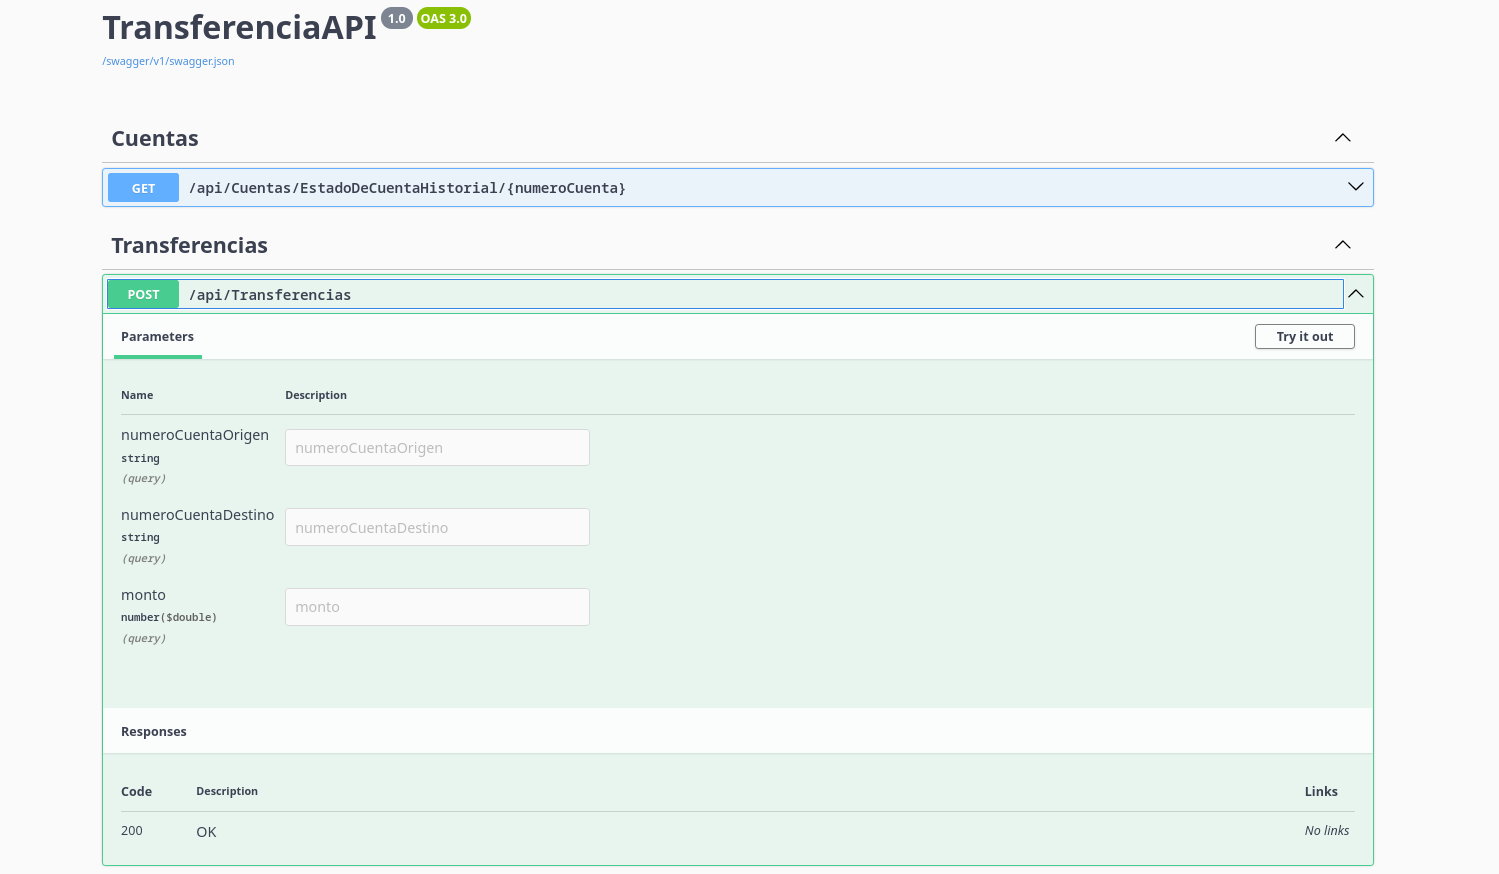 TransferenciaAPI 1.0 OAS 3.0
/swagger/v1/swagger.json
Cuentas
GET /api/Cuentas/EstadoDeCuentaHistorial/{numeroCuenta}
Transferencias
POST /api/Transferencias
Parameters Try it out
Name Description
numeroCuentaOrigen numeroCuentaOrigen
string
(query)
numeroCuentaDestino numeroCuentaDestino
string
(query)
monto monto
number($double)
(query)
Responses
Code Description Links
200 OK No links